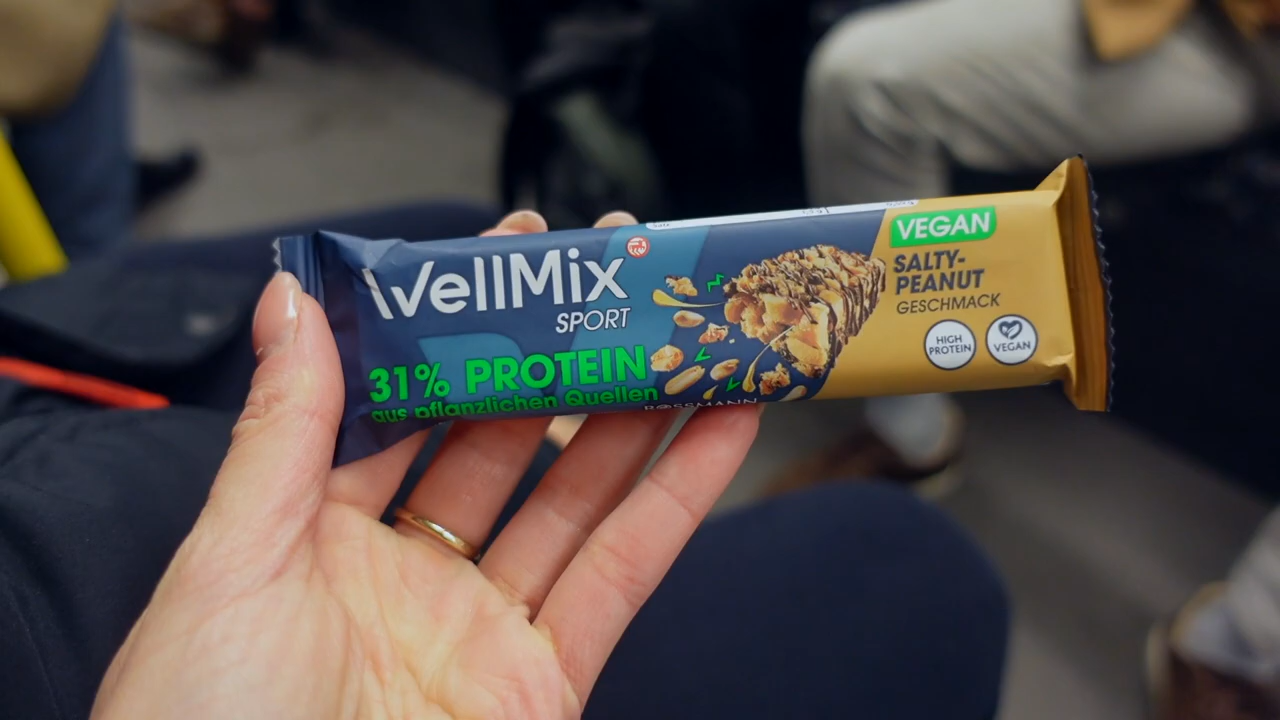 WellMix
SPORT
31% PROTEIN
aus pflanzlichen Quellen
ROSSMANN
VEGAN
SALTY-
PEANUT
GESCHMACK
HIGH
PROTEIN
VEGAN